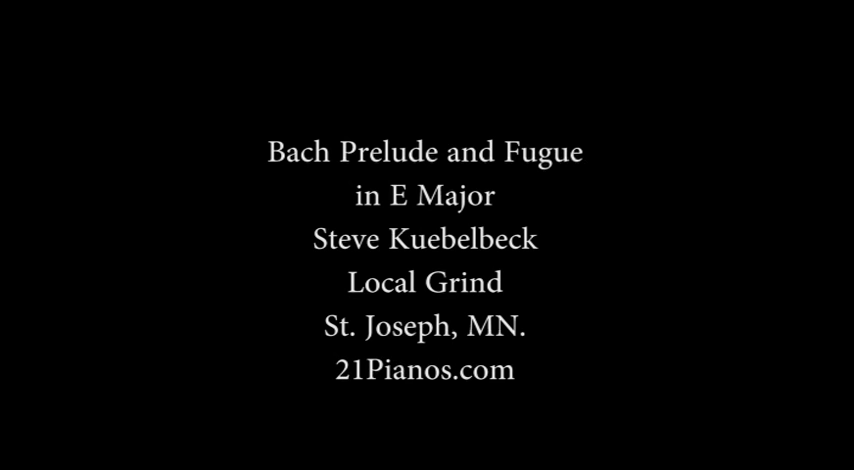 Bach Prelude and Fugue
in E Major
Steve Kuebelbeck
Local Grind
St. Joseph, MN.
21Pianos.com